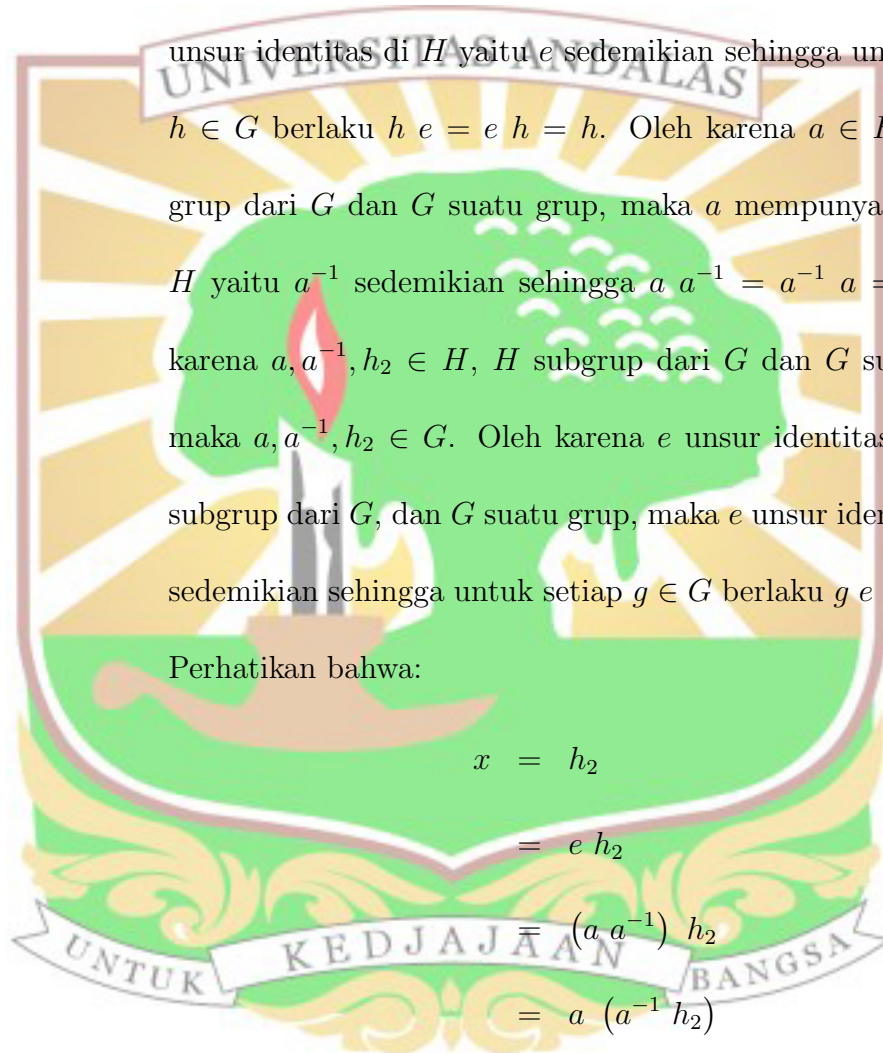 unsur identitas di H yaitu e sedemikian sehingga un
UNIVERSITAS ANDALAS
h ∈ G berlaku h e = e h = h. Oleh karena a ∈
grup dari G dan G suatu grup, maka a mempunya
H yaitu a⁻¹ sedemikian sehingga a a⁻¹ = a⁻¹ a =
karena a, a⁻¹, h₂ ∈ H, H subgrup dari G dan G su
maka a, a⁻¹, h₂ ∈ G. Oleh karena e unsur identitas
subgrup dari G, dan G suatu grup, maka e unsur iden
sedemikian sehingga untuk setiap g ∈ G berlaku g e
Perhatikan bahwa:
x = h₂
= e h₂
= (a a⁻¹) h₂
UNTUK KEDJAJAAN BANGSA
= a (a⁻¹ h₂)